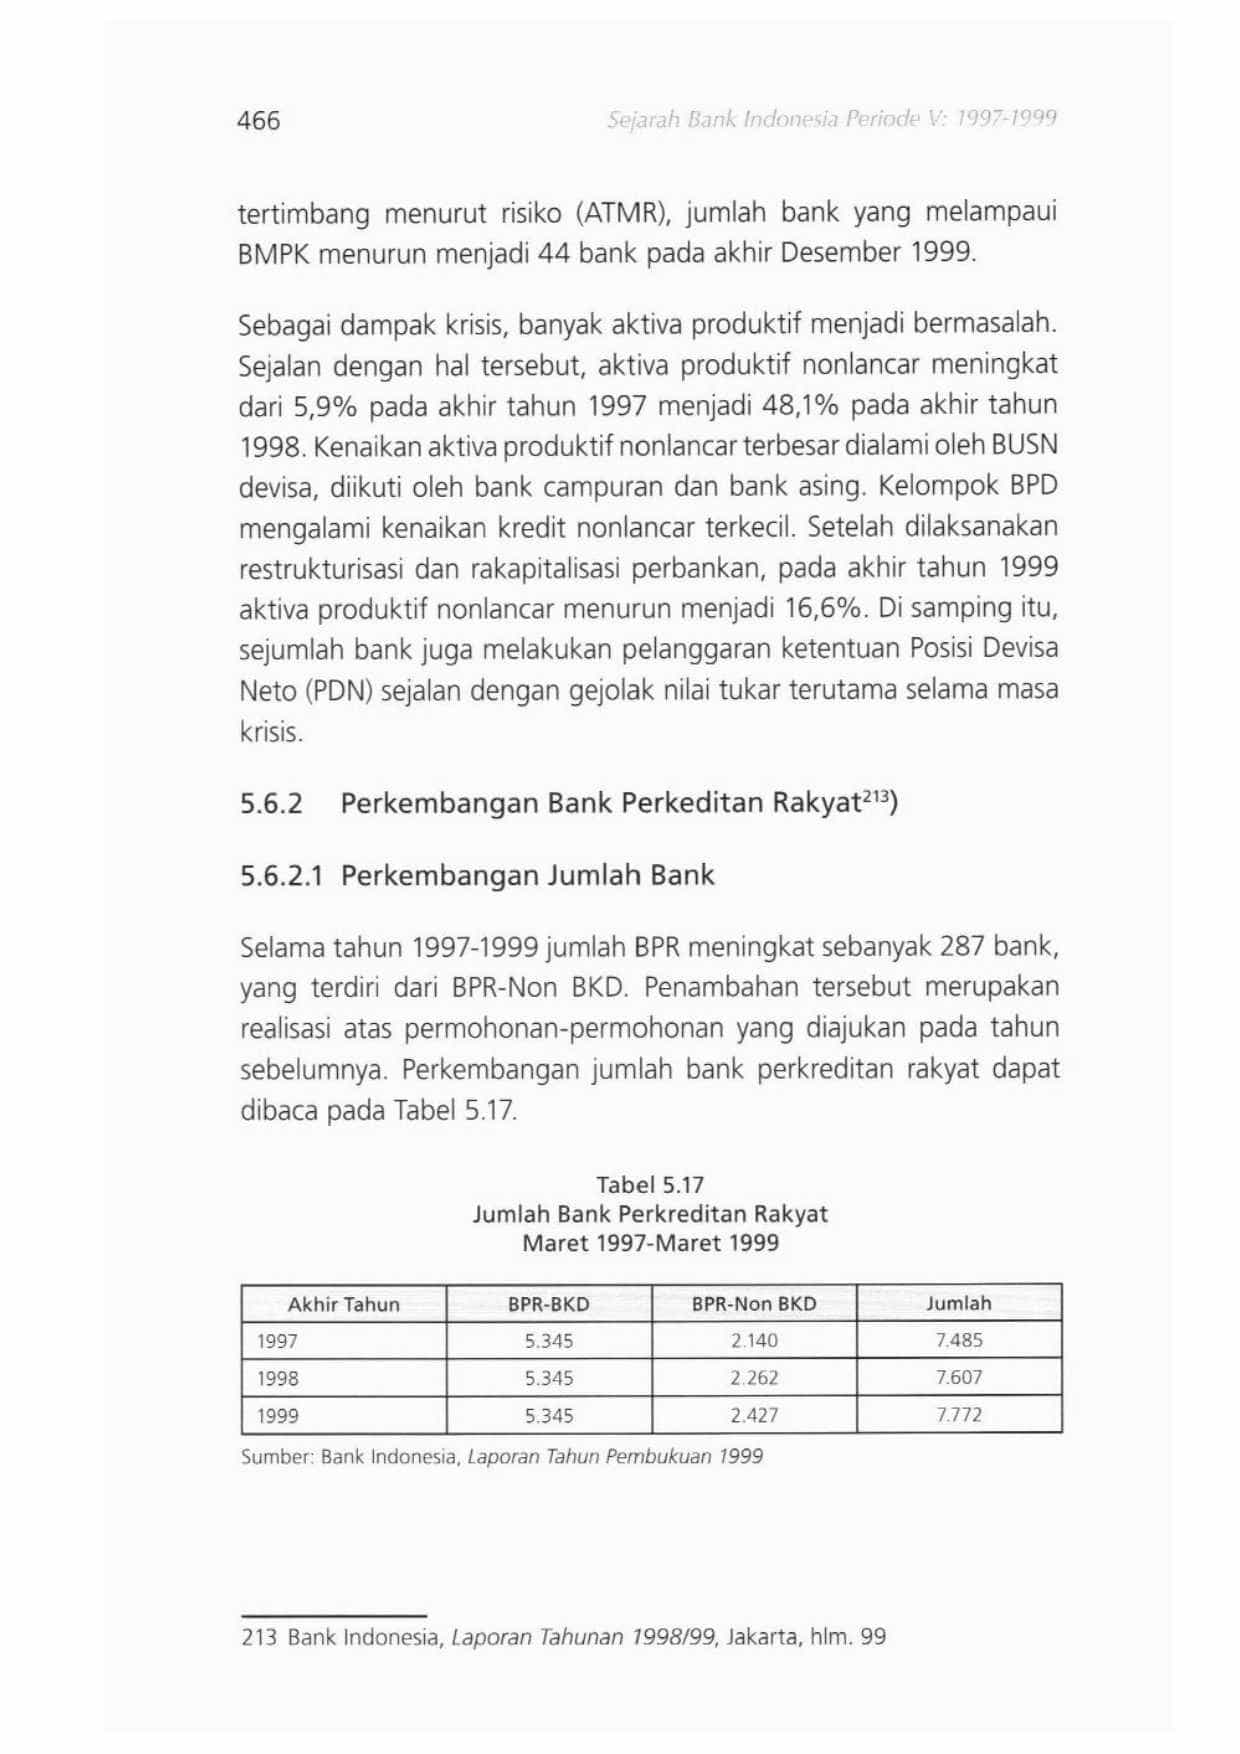 466 Sejarah Bank Indonesia Periode V: 1997-1999
tertimbang menurut risiko (ATMR), jumlah bank yang melampaui
BMPK menurun menjadi 44 bank pada akhir Desember 1999.
Sebagai dampak krisis, banyak aktiva produktif menjadi bermasalah.
Sejalan dengan hal tersebut, aktiva produktif nonlancar meningkat
dari 5,9% pada akhir tahun 1997 menjadi 48,1% pada akhir tahun
1998. Kenaikan aktiva produktif nonlancar terbesar dialami oleh BUSN
devisa, diikuti oleh bank campuran dan bank asing. Kelompok BPD
mengalami kenaikan kredit nonlancar terkecil. Setelah dilaksanakan
restrukturisasi dan rakapitalisasi perbankan, pada akhir tahun 1999
aktiva produktif nonlancar menurun menjadi 16,6%. Di samping itu,
sejumlah bank juga melakukan pelanggaran ketentuan Posisi Devisa
Neto (PDN) sejalan dengan gejolak nilai tukar terutama selama masa
krisis.
5.6.2 Perkembangan Bank Perkeditan Rakyat²¹³)
5.6.2.1 Perkembangan Jumlah Bank
Selama tahun 1997-1999 jumlah BPR meningkat sebanyak 287 bank,
yang terdiri dari BPR-Non BKD. Penambahan tersebut merupakan
realisasi atas permohonan-permohonan yang diajukan pada tahun
sebelumnya. Perkembangan jumlah bank perkreditan rakyat dapat
dibaca pada Tabel 5.17.
Tabel 5.17
Jumlah Bank Perkreditan Rakyat
Maret 1997-Maret 1999
Akhir Tahun BPR-BKD BPR-Non BKD Jumlah
1997 5.345 2.140 7.485
1998 5.345 2.262 7.607
1999 5.345 2.427 7.772
Sumber: Bank Indonesia, Laporan Tahun Pembukuan 1999
213 Bank Indonesia, Laporan Tahunan 1998/99, Jakarta, hlm. 99